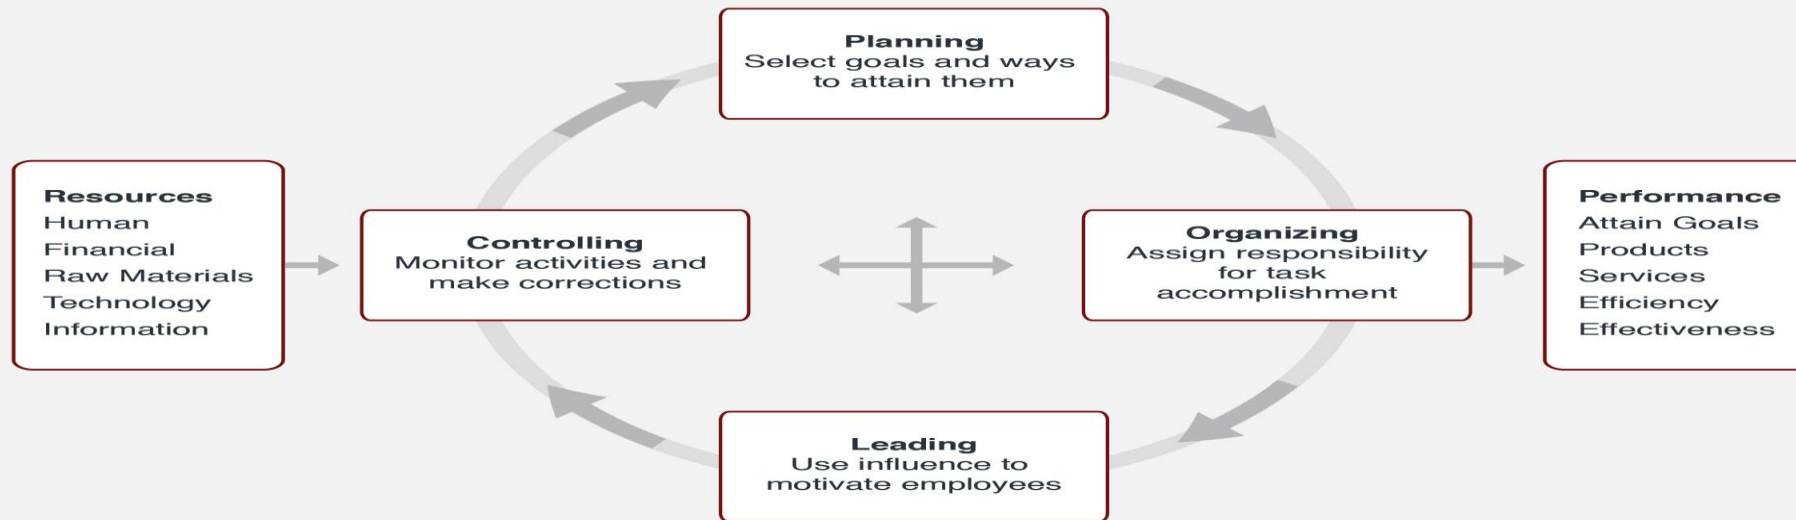 Planning
Select goals and ways
to attain them
Resources
Human
Financial
Raw Materials
Technology
Information
Controlling
Monitor activities and
make corrections
Organizing
Assign responsibility
for task
accomplishment
Performance
Attain Goals
Products
Services
Efficiency
Effectiveness
Leading
Use influence to
motivate employees